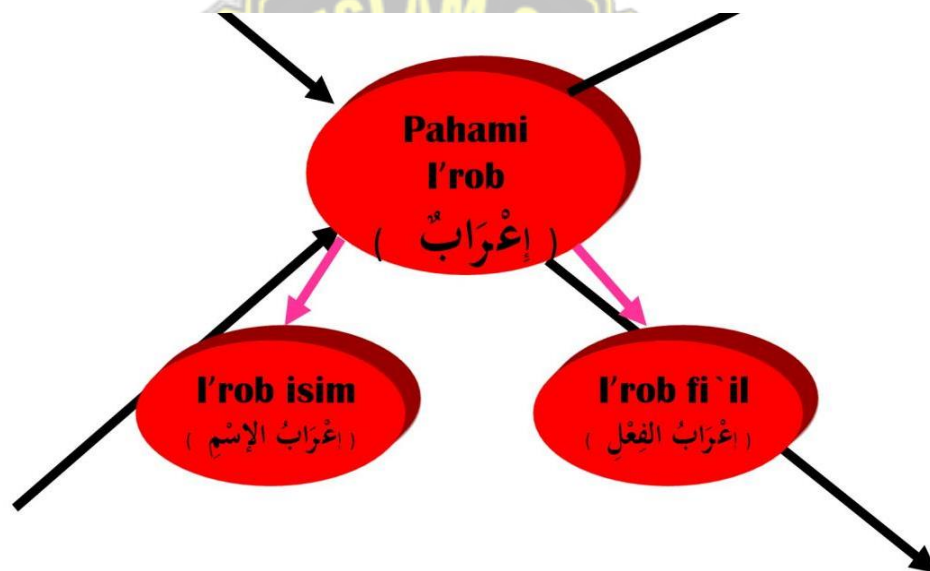 Pahami
I'rob
( إِعْرَابٌ )
I'rob isim
( إِعْرَابُ الإِسْمِ )
I'rob fi`il
( إِعْرَابُ الفِعْلِ )